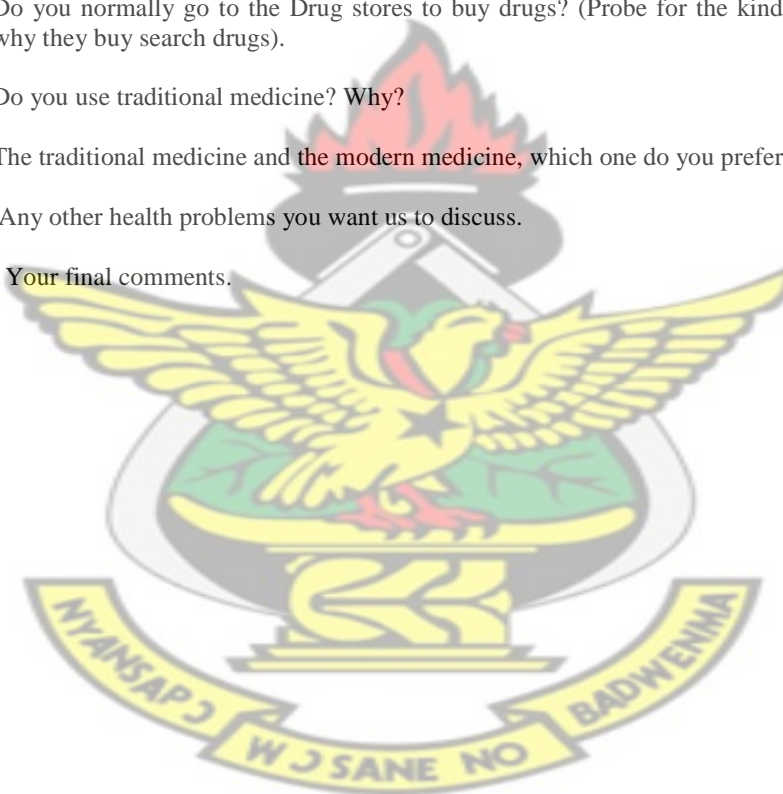 Do you normally go to the Drug stores to buy drugs? (Probe for the kind
why they buy search drugs).
Do you use traditional medicine? Why?
The traditional medicine and the modern medicine, which one do you prefer
Any other health problems you want us to discuss.
Your final comments.
NYANSAPƆ
WƆSANE NO
BADWENMA